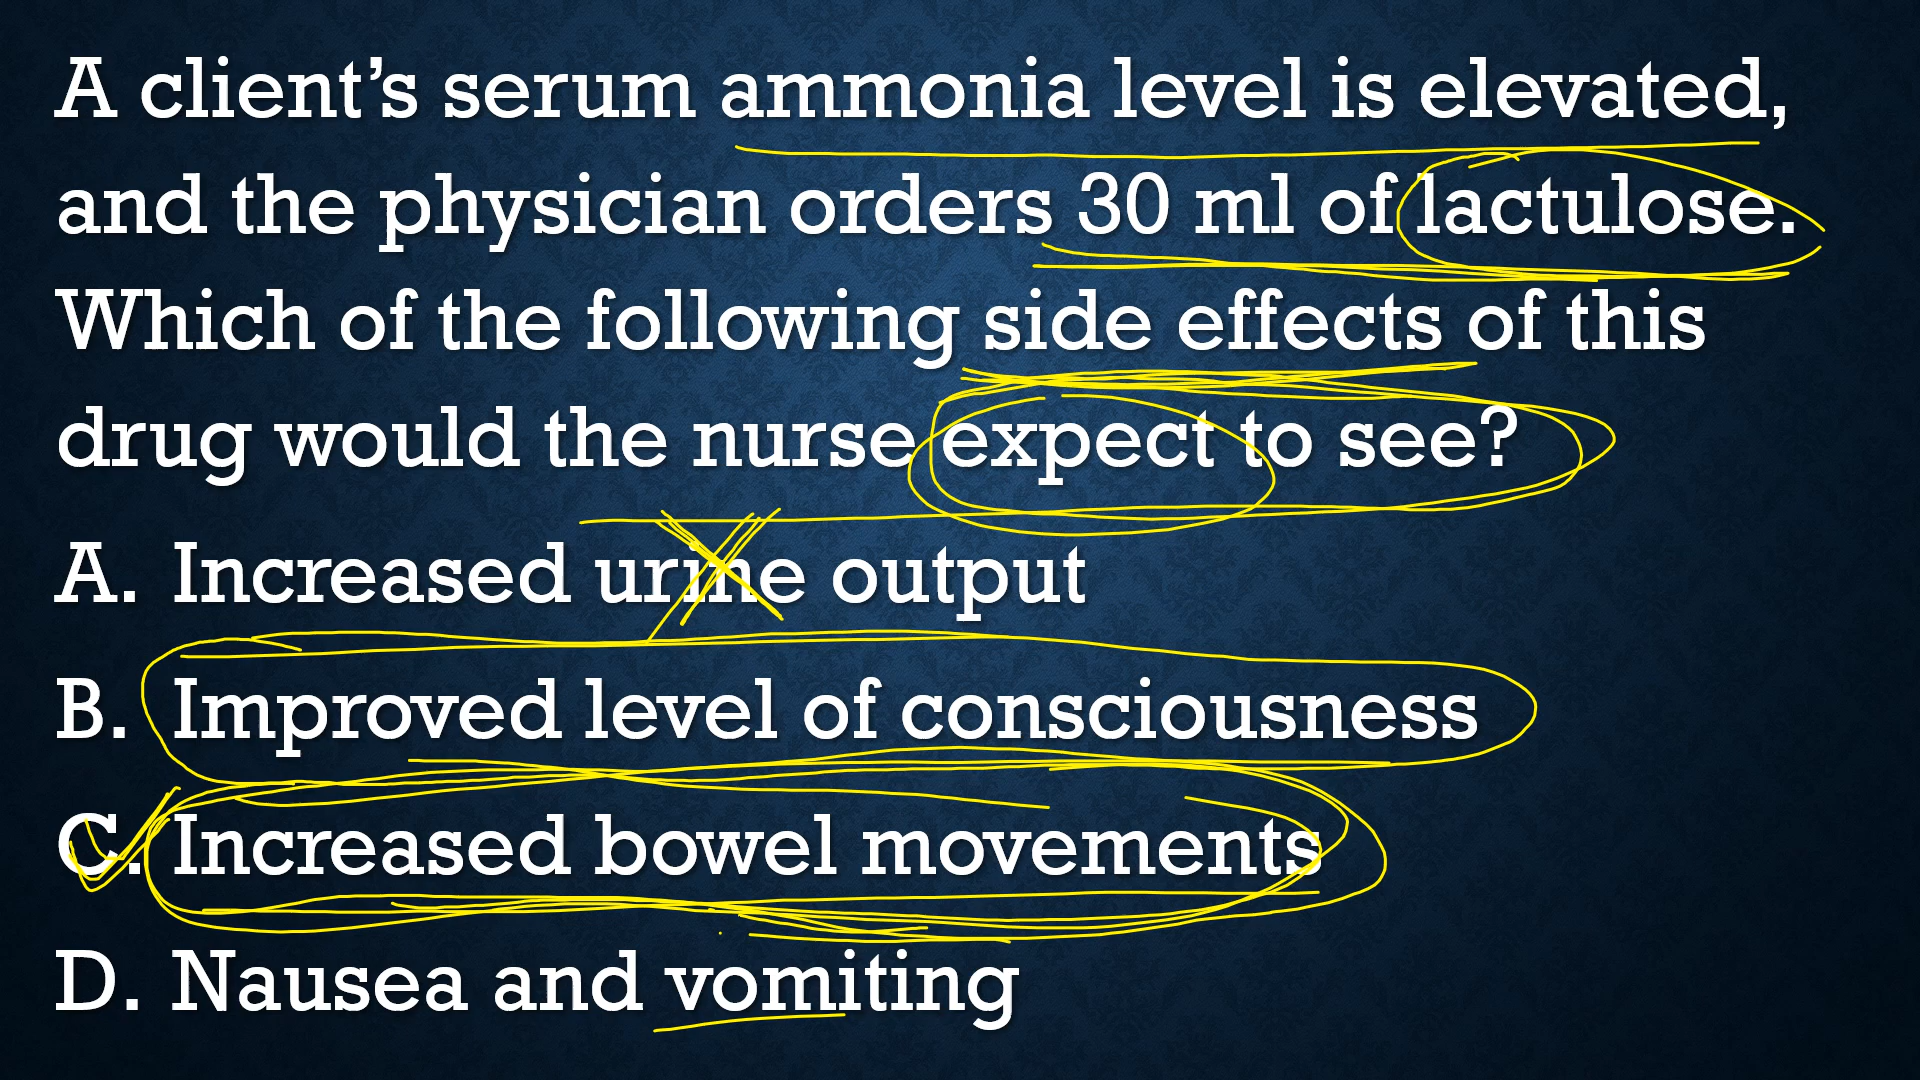 A client’s serum ammonia level is elevated,
and the physician orders 30 ml of lactulose.
Which of the following side effects of this
drug would the nurse expect to see?
A. Increased urine output
B. Improved level of consciousness
C. Increased bowel movements
D. Nausea and vomiting